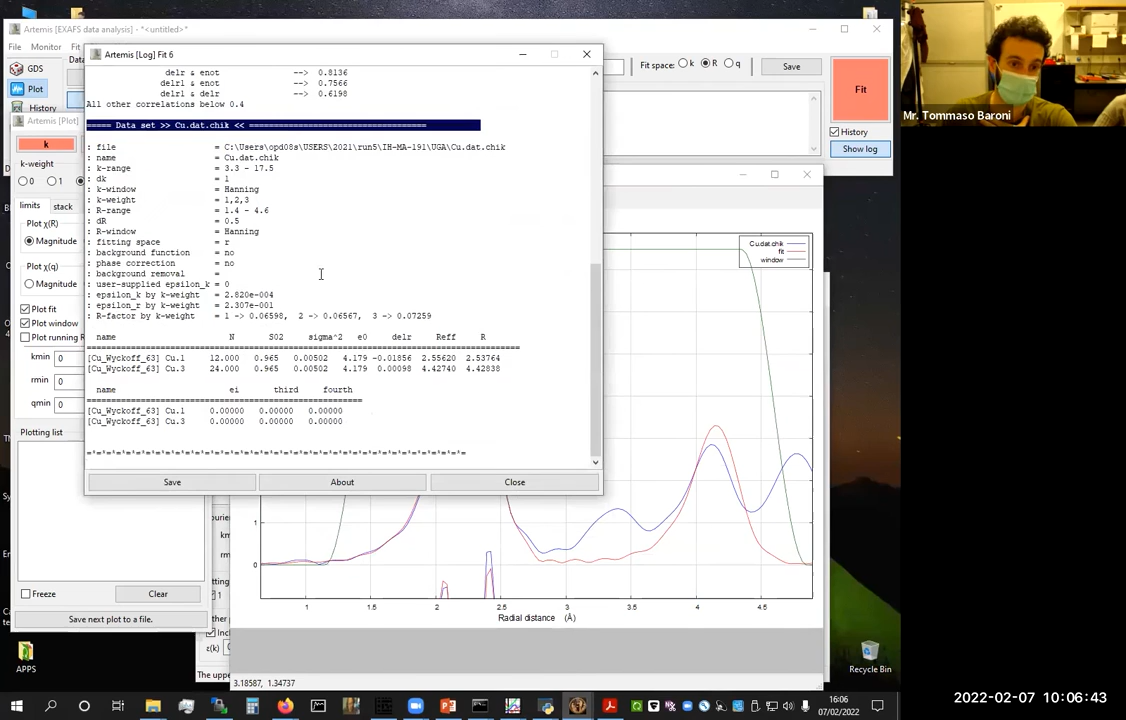 Artemis [EXAFS data analysis] - *<untitled>*
File Monitor Fit
GDS
Plot
History
Fit space: k R q
Save
Fit
History
Show log
Artemis [Plot]
k
k-weight
0 1
limits stack
Plot χ(R)
Magnitude
Plot χ(q)
Magnitude
Plot fit
Plot window
Plot running R
kmin 0
rmin 0
qmin 0
Plotting list
Freeze
Clear
Save next plot to a file.
Artemis [Log] Fit 6
delr & enot --> 0.8136
delr1 & enot --> 0.7566
delr1 & delr --> 0.6198
All other correlations below 0.4
===== Data set >> Cu.dat.chik << ====================================
: file = C:\Users\opd08s\USERS\2021\run5\IH-MA-191\UGA\Cu.dat.chik
: name = Cu.dat.chik
: k-range = 3.3 - 17.5
: dk = 1
: k-window = Hanning
: k-weight = 1,2,3
: R-range = 1.4 - 4.6
: dR = 0.5
: R-window = Hanning
: fitting space = r
: background function = no
: phase correction = no
: background removal =
: user-supplied epsilon_k = 0
: epsilon_k by k-weight = 2.820e-004
: epsilon_r by k-weight = 2.307e-001
: R-factor by k-weight = 1 -> 0.06598, 2 -> 0.06567, 3 -> 0.07259
name N S02 sigma^2 e0 delr Reff R
[Cu_Wyckoff_63] Cu.1 12.000 0.965 0.00502 4.179 -0.01856 2.55620 2.53764
[Cu_Wyckoff_63] Cu.3 24.000 0.965 0.00502 4.179 0.00098 4.42740 4.42838
name ei third fourth
[Cu_Wyckoff_63] Cu.1 0.00000 0.00000 0.00000
[Cu_Wyckoff_63] Cu.3 0.00000 0.00000 0.00000
Save
About
Close
Cu.dat.chik
fit
window
1
0
1 1.5 2 2.5 3 3.5 4 4.5
Radial distance (Å)
3.18587, 1.34737
APPS
Recycle Bin
16:06
07/02/2022
Mr. Tommaso Baroni
2022-02-07 10:06:43